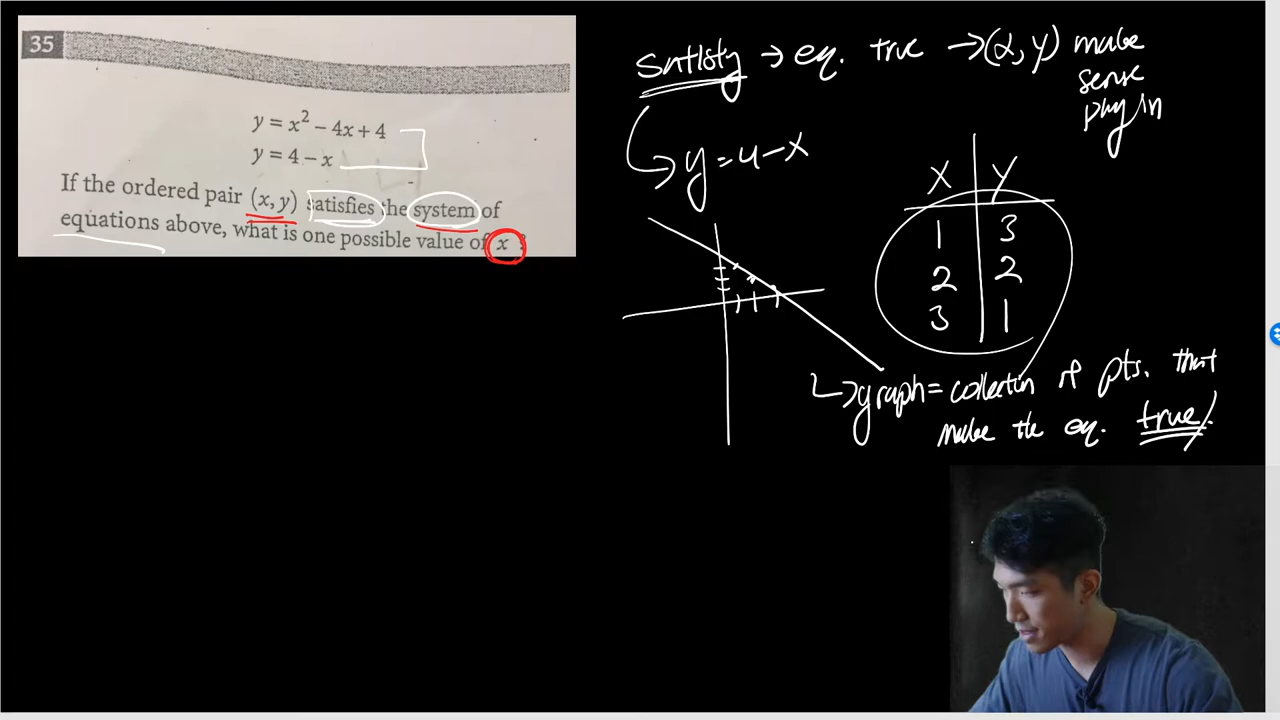 35
y = x² − 4x + 4
y = 4 − x
If the ordered pair (x, y) satisfies the system of
equations above, what is one possible value of x ?
satisfy → eq. true → (x, y) make
sense
plug in
↳ y = 4 − x
X Y
1 3
2 2
3 1
↳ graph = collection of pts. that
make the eq. true!